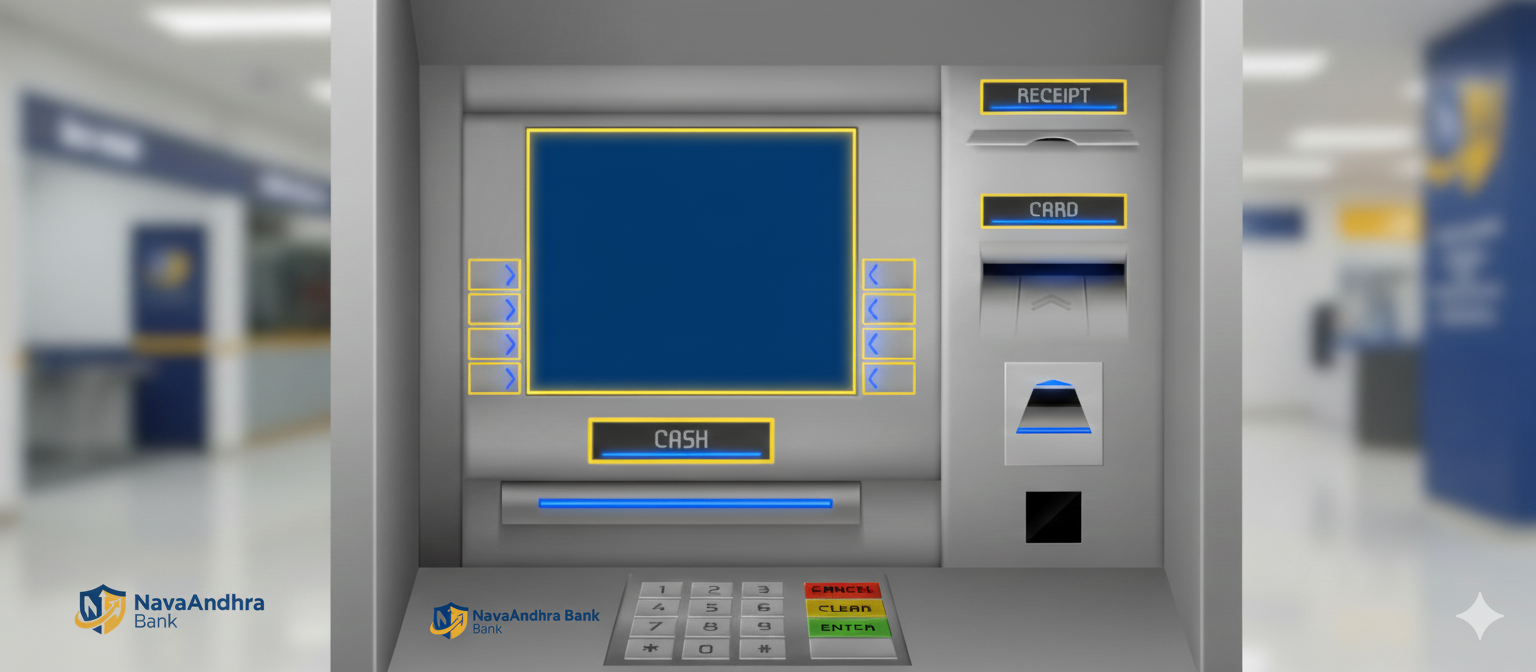 RECEIPT
CARD
CASH
NavaAndhra
Bank
NavaAndhra Bank
Bank
1 2 3
4 5 6
7 8 9
* 0 #
CANCEL
CLEAR
ENTER